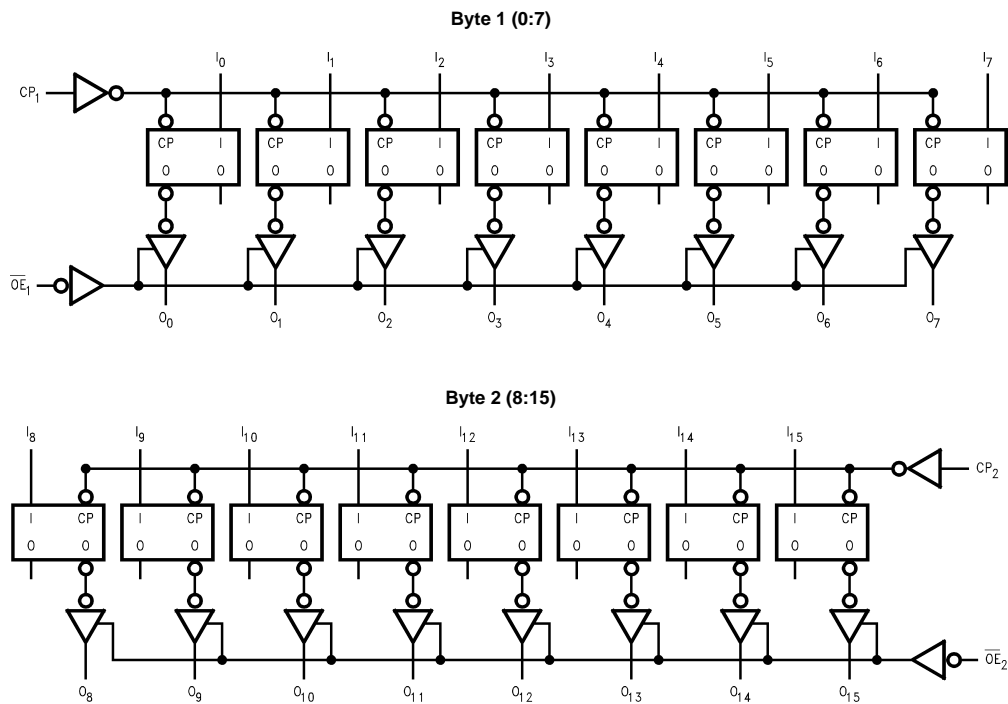 Byte 1 (0:7)
I0 I1 I2 I3 I4 I5 I6 I7
CP1
CP I CP I CP I CP I CP I CP I CP I CP I
O O O O O O O O O O O O O O O O
OE1
O0 O1 O2 O3 O4 O5 O6 O7
Byte 2 (8:15)
I8 I9 I10 I11 I12 I13 I14 I15
CP2
I CP I CP I CP I CP I CP I CP I CP I CP
O O O O O O O O O O O O O O O O
OE2
O8 O9 O10 O11 O12 O13 O14 O15